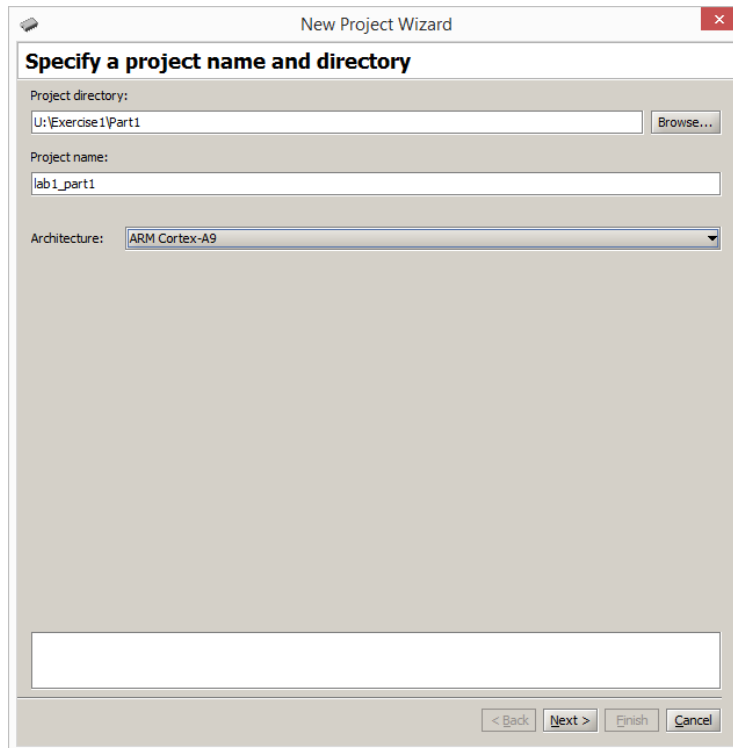 New Project Wizard
Specify a project name and directory
Project directory:
U:\Exercise1\Part1
Browse...
Project name:
lab1_part1
Architecture: ARM Cortex-A9
< Back Next > Finish Cancel